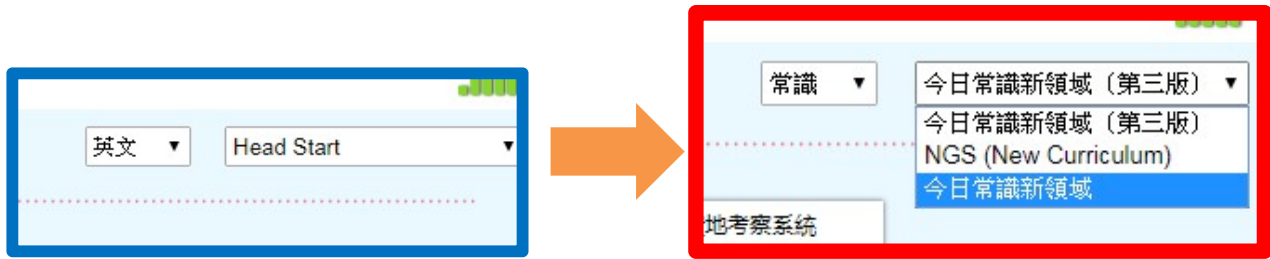 英文
Head Start
常識
今日常識新領域〔第三版〕
今日常識新領域〔第三版〕
NGS (New Curriculum)
今日常識新領域
地考察系統